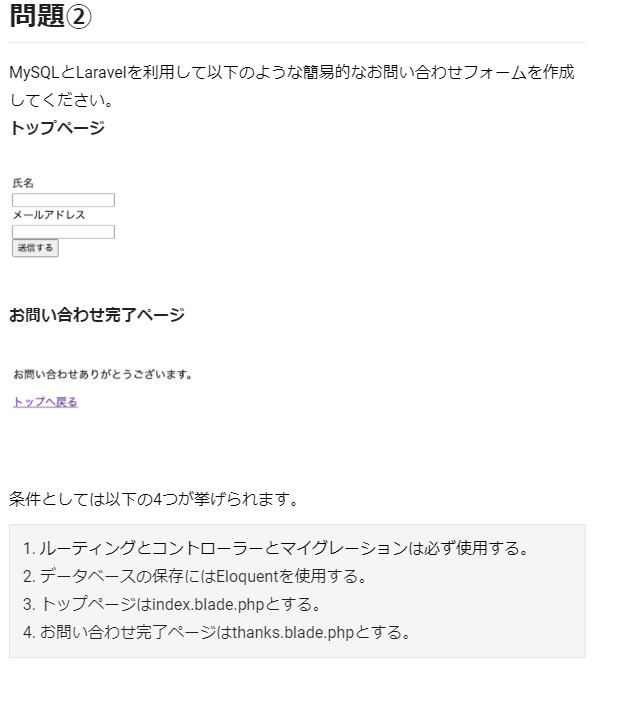 問題②
MySQLとLaravelを利用して以下のような簡易的なお問い合わせフォームを作成
してください。
トップページ
氏名
メールアドレス
送信する
お問い合わせ完了ページ
お問い合わせありがとうございます。
トップへ戻る
条件としては以下の4つが挙げられます。
1. ルーティングとコントローラーとマイグレーションは必ず使用する。
2. データベースの保存にはEloquentを使用する。
3. トップページはindex.blade.phpとする。
4. お問い合わせ完了ページはthanks.blade.phpとする。